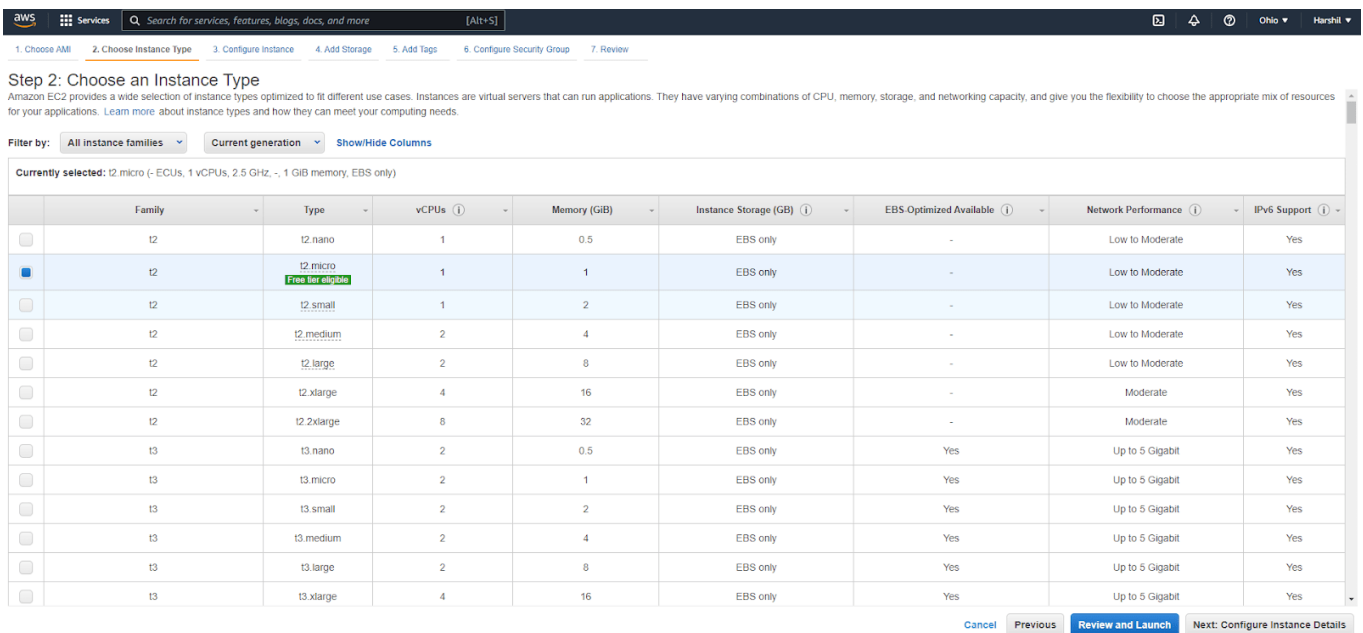 aws Services Search for services, features, blogs, docs, and more [Alt+S] Ohio Harshil
1. Choose AMI 2. Choose Instance Type 3. Configure Instance 4. Add Storage 5. Add Tags 6. Configure Security Group 7. Review
Step 2: Choose an Instance Type
Amazon EC2 provides a wide selection of instance types optimized to fit different use cases. Instances are virtual servers that can run applications. They have varying combinations of CPU, memory, storage, and networking capacity, and give you the flexibility to choose the appropriate mix of resources
for your applications. Learn more about instance types and how they can meet your computing needs.
Filter by: All instance families Current generation Show/Hide Columns
Currently selected: t2.micro (- ECUs, 1 vCPUs, 2.5 GHz, -, 1 GiB memory, EBS only)
Family Type vCPUs Memory (GiB) Instance Storage (GB) EBS-Optimized Available Network Performance IPv6 Support
t2 t2.nano 1 0.5 EBS only - Low to Moderate Yes
t2 t2.micro 1 1 EBS only - Low to Moderate Yes
Free tier eligible
t2 t2.small 1 2 EBS only - Low to Moderate Yes
t2 t2.medium 2 4 EBS only - Low to Moderate Yes
t2 t2.large 2 8 EBS only - Low to Moderate Yes
t2 t2.xlarge 4 16 EBS only - Moderate Yes
t2 t2.2xlarge 8 32 EBS only - Moderate Yes
t3 t3.nano 2 0.5 EBS only Yes Up to 5 Gigabit Yes
t3 t3.micro 2 1 EBS only Yes Up to 5 Gigabit Yes
t3 t3.small 2 2 EBS only Yes Up to 5 Gigabit Yes
t3 t3.medium 2 4 EBS only Yes Up to 5 Gigabit Yes
t3 t3.large 2 8 EBS only Yes Up to 5 Gigabit Yes
t3 t3.xlarge 4 16 EBS only Yes Up to 5 Gigabit Yes
Cancel Previous Review and Launch Next: Configure Instance Details